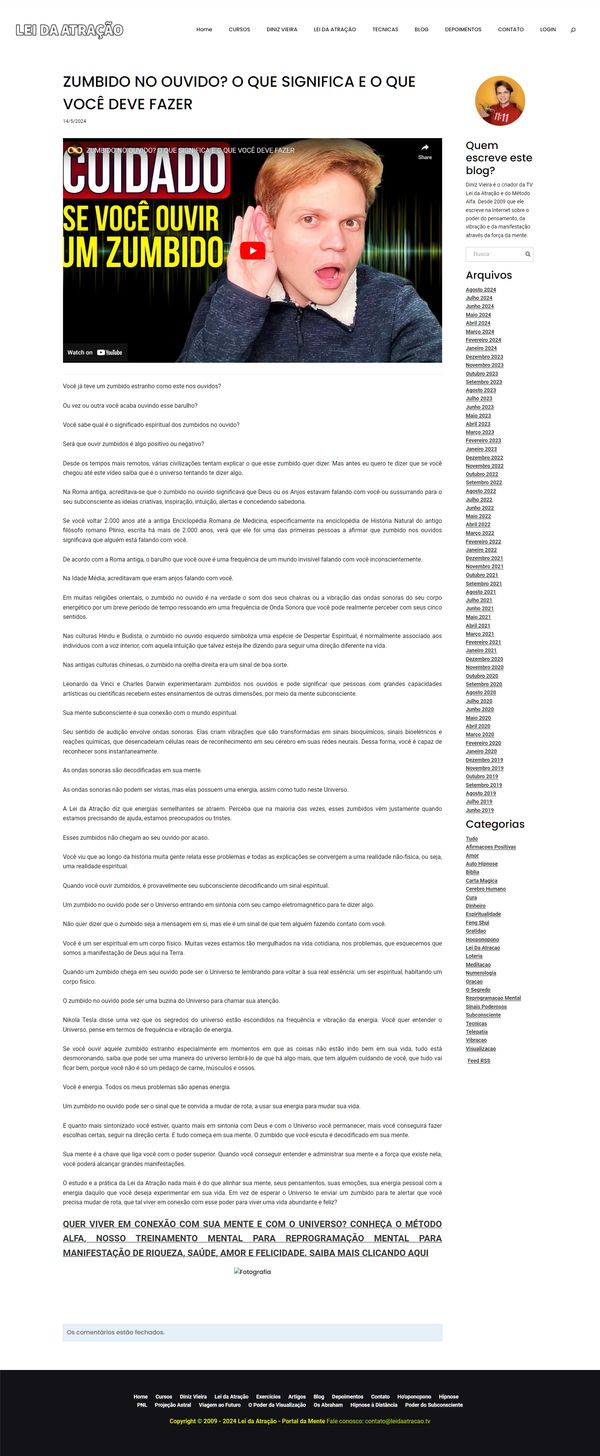 LEI DA ATRAÇÃO
Home CURSOS DINIZ VIEIRA LEI DA ATRAÇÃO TECNICAS BLOG DEPOIMENTOS CONTATO LOGIN
ZUMBIDO NO OUVIDO? O QUE SIGNIFICA E O QUE
VOCÊ DEVE FAZER
14/5/2024
ZUMBIDO NO OUVIDO? O QUE SIGNIFICA E O QUE VOCÊ DEVE FAZER
Share
CUIDADO
SE VOCÊ OUVIR
UM ZUMBIDO
Watch on YouTube
Você já teve um zumbido estranho como este nos ouvidos?
Ou vez ou outra você acaba ouvindo esse barulho?
Você sabe qual é o significado espiritual dos zumbidos no ouvido?
Será que ouvir zumbidos é algo positivo ou negativo?
Desde os tempos mais remotos, várias civilizações tentam explicar o que esse zumbido quer dizer. Mas antes eu quero te dizer que se você
chegou até este vídeo saiba que é o universo tentando te dizer algo.
Na Roma antiga, acreditava-se que o zumbido no ouvido significava que Deus ou os Anjos estavam falando com você ou sussurrando para o
seu subconsciente as ideias criativas, inspiração, intuição, alertas e concedendo sabedoria.
Se você voltar 2.000 anos até a antiga Enciclopédia Romana de Medicina, especificamente na enciclopédia de História Natural do antigo
filósofo romano Plínio, escrita há mais de 2.000 anos, verá que ele foi uma das primeiras pessoas a afirmar que zumbido nos ouvidos
significava que alguém está falando com você.
De acordo com a Roma antiga, o barulho que você ouve é uma frequência de um mundo invisível falando com você inconscientemente.
Na Idade Média, acreditavam que eram anjos falando com você.
Em muitas religiões orientais, o zumbido no ouvido é na verdade o som dos seus chakras ou a vibração das ondas sonoras do seu corpo
energético por um breve período de tempo ressoando em uma frequência de Onda Sonora que você pode realmente perceber com seus cinco
sentidos.
Nas culturas Hindu e Budista, o zumbido no ouvido esquerdo simboliza uma espécie de Despertar Espiritual, é normalmente associado aos
indivíduos com a voz interior, com aquela intuição que talvez esteja lhe dizendo para seguir uma direção diferente na vida.
Nas antigas culturas chinesas, o zumbido na orelha direita era um sinal de boa sorte.
Leonardo da Vinci e Charles Darwin experimentaram zumbidos nos ouvidos e pode significar que pessoas com grandes capacidades
artísticas ou científicas recebem estes ensinamentos de outras dimensões, por meio da mente subconsciente.
Sua mente subconsciente é sua conexão com o mundo espiritual.
Seu sentido de audição envolve ondas sonoras. Elas criam vibrações que são transformadas em sinais bioquímicos, sinais bioelétricos e
reações químicas, que desencadeiam células reais de reconhecimento em seu cérebro em suas redes neurais. Dessa forma, você é capaz de
reconhecer sons instantaneamente.
As ondas sonoras são decodificadas em sua mente.
As ondas sonoras não podem ser vistas, mas elas possuem uma energia, assim como tudo neste Universo.
A Lei da Atração diz que energias semelhantes se atraem. Perceba que na maioria das vezes, esses zumbidos vêm justamente quando
estamos precisando de ajuda, estamos preocupados ou tristes.
Esses zumbidos não chegam ao seu ouvido por acaso.
Você viu que ao longo da história muita gente relata esse problemas e todas as explicações se convergem a uma realidade não-física, ou seja,
uma realidade espiritual.
Quando você ouvir zumbidos, é provavelmente seu subconsciente decodificando um sinal espiritual.
Um zumbido no ouvido pode ser o Universo entrando em sintonia com seu campo eletromagnético para te dizer algo.
Não quer dizer que o zumbido seja a mensagem em si, mas ele é um sinal de que tem alguém fazendo contato com você.
Você é um ser espiritual em um corpo físico. Muitas vezes estamos tão mergulhados na vida cotidiana, nos problemas, que esquecemos que
somos a manifestação de Deus aqui na Terra.
Quando um zumbido chega em seu ouvido pode ser o Universo te lembrando para voltar à sua real essência: um ser espiritual, habitando um
corpo físico.
O zumbido no ouvido pode ser uma buzina do Universo para chamar sua atenção.
Nikola Tesla disse uma vez que os segredos do universo estão escondidos na frequência e vibração da energia. Você quer entender o
Universo, pense em termos de frequência e vibração de energia.
Se você ouvir aquele zumbido estranho especialmente em momentos em que as coisas não estão indo bem em sua vida, tudo está
desmoronando, saiba que pode ser uma maneira do universo lembrá-lo de que há algo mais, que tem alguém cuidando de você, que tudo vai
ficar bem, porque você não é só um pedaço de carne, músculos e ossos.
Você é energia. Todos os meus problemas são apenas energia.
Um zumbido no ouvido pode ser o sinal que te convida a mudar de rota, a usar sua energia para mudar sua vida.
E quanto mais sintonizado você estiver, quanto mais em sintonia com Deus e com o Universo você permanecer, mais você conseguirá fazer
escolhas certas, seguir na direção certa. E tudo começa em sua mente. O zumbido que você escuta é decodificado em sua mente.
Sua mente é a chave que liga você com o poder superior. Quando você conseguir entender e administrar sua mente e a força que existe nela,
você poderá alcançar grandes manifestações.
O estudo e a prática da Lei da Atração nada mais é do que alinhar sua mente, seus pensamentos, suas emoções, sua energia pessoal com a
energia daquilo que você deseja experimentar em sua vida. Em vez de esperar o Universo te enviar um zumbido para te alertar que você
precisa mudar de rota, que tal viver em conexão com esse poder para viver uma vida abundante e feliz?
QUER VIVER EM CONEXÃO COM SUA MENTE E COM O UNIVERSO? CONHEÇA O MÉTODO
ALFA, NOSSO TREINAMENTO MENTAL PARA REPROGRAMAÇÃO MENTAL PARA
MANIFESTAÇÃO DE RIQUEZA, SAÚDE, AMOR E FELICIDADE. SAIBA MAIS CLICANDO AQUI
Fotografia
Os comentários estão fechados.
11:11
Quem
escreve este
blog?
Diniz Vieira é o criador da TV
Lei da Atração e do Método
Alfa. Desde 2009 que ele
escreve na Internet sobre o
poder do pensamento, da
vibração e da manifestação
através da força da mente.
Busca
Arquivos
Agosto 2024
Julho 2024
Junho 2024
Maio 2024
Abril 2024
Março 2024
Fevereiro 2024
Janeiro 2024
Dezembro 2023
Novembro 2023
Outubro 2023
Setembro 2023
Agosto 2023
Julho 2023
Junho 2023
Maio 2023
Abril 2023
Março 2023
Fevereiro 2023
Janeiro 2023
Dezembro 2022
Novembro 2022
Outubro 2022
Setembro 2022
Agosto 2022
Julho 2022
Junho 2022
Maio 2022
Abril 2022
Março 2022
Fevereiro 2022
Janeiro 2022
Dezembro 2021
Novembro 2021
Outubro 2021
Setembro 2021
Agosto 2021
Julho 2021
Junho 2021
Maio 2021
Abril 2021
Março 2021
Fevereiro 2021
Janeiro 2021
Dezembro 2020
Novembro 2020
Outubro 2020
Setembro 2020
Agosto 2020
Julho 2020
Junho 2020
Maio 2020
Abril 2020
Março 2020
Fevereiro 2020
Janeiro 2020
Dezembro 2019
Novembro 2019
Outubro 2019
Setembro 2019
Agosto 2019
Julho 2019
Junho 2019
Categorias
Tudo
Afirmacoes Positivas
Amor
Auto Hipnose
Bíblia
Carta Magica
Cerebro Humano
Cura
Dinheiro
Espiritualidade
Feng Shui
Gratidao
Hooponopono
Lei Da Atracao
Loteria
Meditacao
Numerologia
Oracao
O Segredo
Reprogramacao Mental
Sinais Poderosos
Subconsciente
Tecnicas
Telepatia
Vibracao
Visualizacao
Feed RSS
Home Cursos Diniz Vieira Lei da Atração Exercícios Artigos Blog Depoimentos Contato Ho'oponopono Hipnose
PNL Projeção Astral Viagem ao Futuro O Poder da Visualização Os Abraham Hipnose à Distância Poder do Subconsciente
Copyright © 2009 - 2024 Lei da Atração - Portal da Mente Fale conosco: contato@leidaatracao.tv